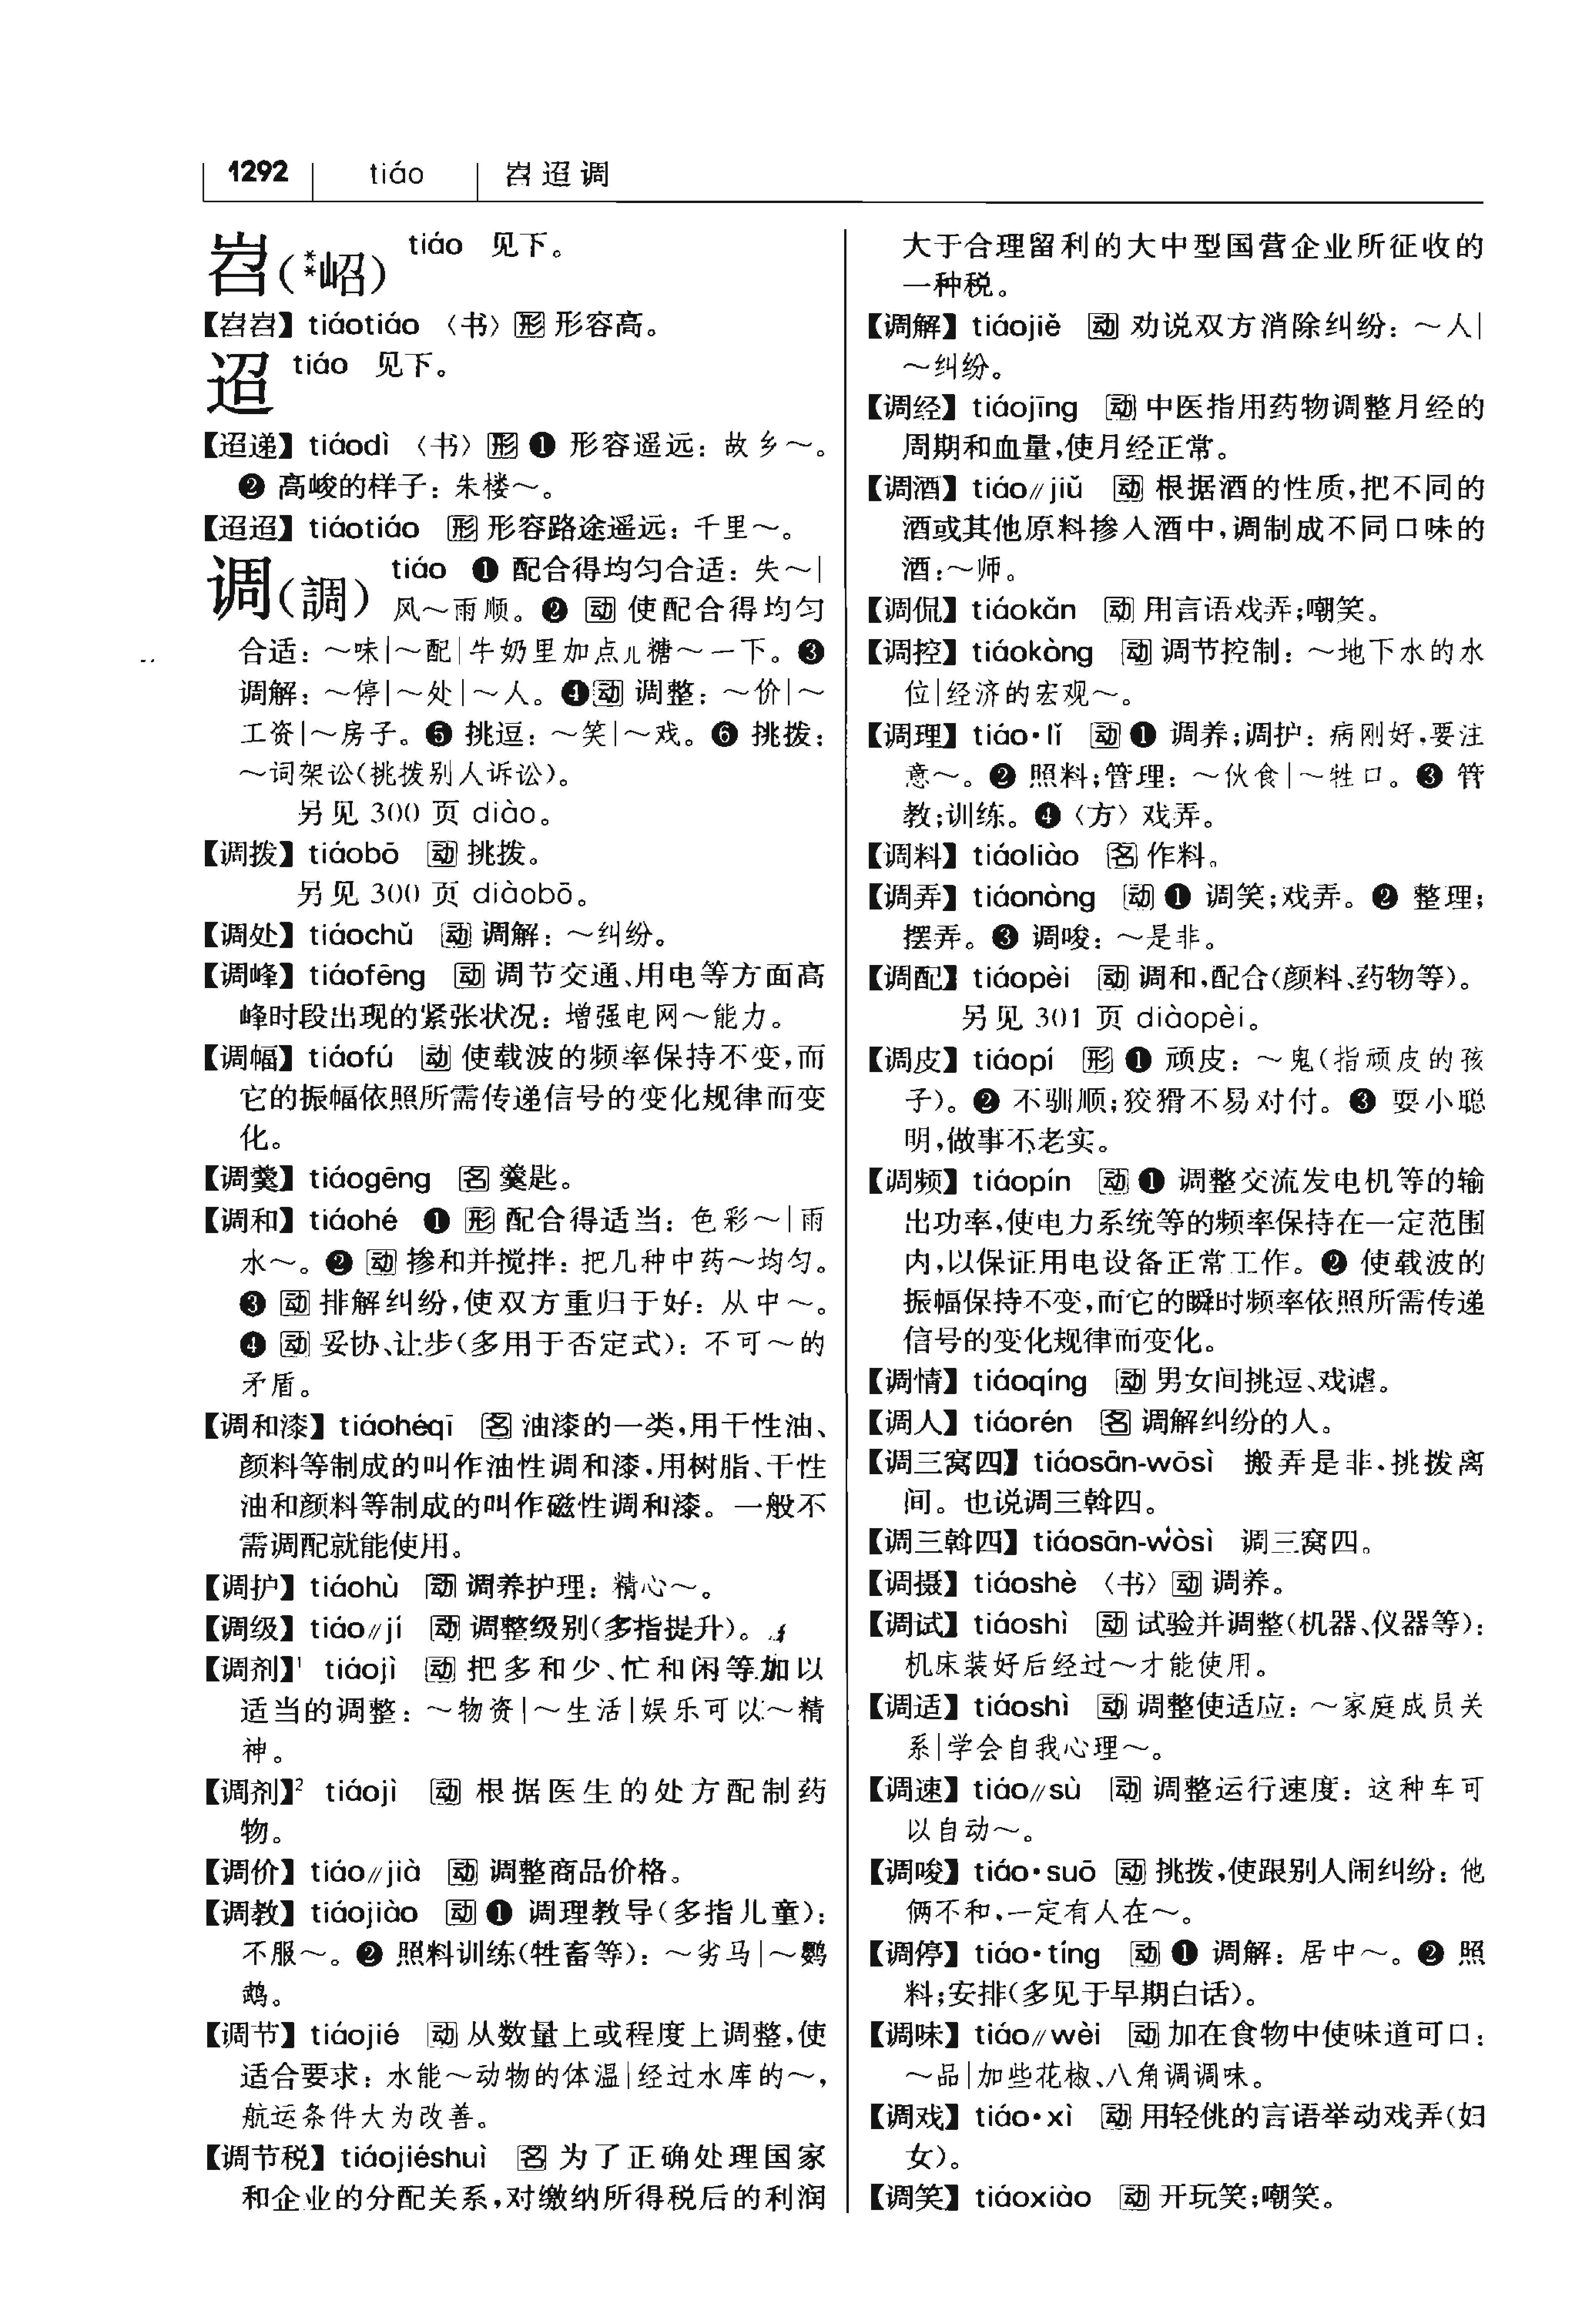 1292 tiáo 岧迢调
岧(**岹) tiáo 见下。
【岧岧】 tiáotiáo 〈书〉 形 形容高。
迢 tiáo 见下。
【迢递】 tiáodì 〈书〉 形 ❶ 形容遥远：故乡～。
❷ 高峻的样子：朱楼～。
【迢迢】 tiáotiáo 形 形容路途遥远：千里～。
调(調) tiáo ❶ 配合得均匀合适：失～|
风～雨顺。❷ 动 使配合得均匀
合适：～味|～配|牛奶里加点儿糖～一下。❸
调解：～停|～处|～人。❹ 动 调整：～价|～
工资|～房子。❺ 挑逗：～笑|～戏。❻ 挑拨：
～词架讼(挑拨别人诉讼)。
另见 300 页 diào。
【调拨】 tiáobō 动 挑拨。
另见 300 页 diàobō。
【调处】 tiáochǔ 动 调解：～纠纷。
【调峰】 tiáofēng 动 调节交通、用电等方面高
峰时段出现的紧张状况：增强电网～能力。
【调幅】 tiáofú 动 使载波的频率保持不变，而
它的振幅依照所需传递信号的变化规律而变
化。
【调羹】 tiáogēng 名 羹匙。
【调和】 tiáohé ❶ 形 配合得适当：色彩～|雨
水～。❷ 动 掺和并搅拌：把几种中药～均匀。
❸ 动 排解纠纷，使双方重归于好：从中～。
❹ 动 妥协、让步(多用于否定式)：不可～的
矛盾。
【调和漆】 tiáohéqī 名 油漆的一类，用干性油、
颜料等制成的叫作油性调和漆，用树脂、干性
油和颜料等制成的叫作磁性调和漆。一般不
需调配就能使用。
【调护】 tiáohù 动 调养护理：精心～。
【调级】 tiáo∥jí 动 调整级别(多指提升)。
【调剂】¹ tiáojì 动 把多和少、忙和闲等加以
适当的调整：～物资|～生活|娱乐可以～精
神。
【调剂】² tiáojì 动 根据医生的处方配制药
物。
【调价】 tiáo∥jià 动 调整商品价格。
【调教】 tiáojiào 动 ❶ 调理教导(多指儿童)：
不服～。❷ 照料训练(牲畜等)：～劣马|～鹦
鹉。
【调节】 tiáojié 动 从数量上或程度上调整，使
适合要求：水能～动物的体温|经过水库的～，
航运条件大为改善。
【调节税】 tiáojiéshuì 名 为了正确处理国家
和企业的分配关系，对缴纳所得税后的利润
大于合理留利的大中型国营企业所征收的
一种税。
【调解】 tiáojiě 动 劝说双方消除纠纷：～人|
～纠纷。
【调经】 tiáojīng 动 中医指用药物调整月经的
周期和血量，使月经正常。
【调酒】 tiáo∥jiǔ 动 根据酒的性质，把不同的
酒或其他原料掺入酒中，调制成不同口味的
酒：～师。
【调侃】 tiáokǎn 动 用言语戏弄；嘲笑。
【调控】 tiáokòng 动 调节控制：～地下水的水
位|经济的宏观～。
【调理】 tiáo·lǐ 动 ❶ 调养；调护：病刚好，要注
意～。❷ 照料；管理：～伙食|～牲口。❸ 管
教；训练。❹〈方〉戏弄。
【调料】 tiáoliào 名 作料。
【调弄】 tiáonòng 动 ❶ 调笑；戏弄。❷ 整理；
摆弄。❸ 调唆：～是非。
【调配】 tiáopèi 动 调和，配合(颜料、药物等)。
另见 301 页 diàopèi。
【调皮】 tiáopí 形 ❶ 顽皮：～鬼(指顽皮的孩
子)。❷ 不驯顺；狡猾不易对付。❸ 耍小聪
明，做事不老实。
【调频】 tiáopín 动 ❶ 调整交流发电机等的输
出功率，使电力系统等的频率保持在一定范围
内，以保证用电设备正常工作。❷ 使载波的
振幅保持不变，而它的瞬时频率依照所需传递
信号的变化规律而变化。
【调情】 tiáoqíng 动 男女间挑逗、戏谑。
【调人】 tiáorén 名 调解纠纷的人。
【调三窝四】 tiáosān-wōsì 搬弄是非，挑拨离
间。也说调三斡四。
【调三斡四】 tiáosān-wòsì 调三窝四。
【调摄】 tiáoshè 〈书〉 动 调养。
【调试】 tiáoshì 动 试验并调整(机器、仪器等)：
机床装好后经过～才能使用。
【调适】 tiáoshì 动 调整使适应：～家庭成员关
系|学会自我心理～。
【调速】 tiáo∥sù 动 调整运行速度：这种车可
以自动～。
【调唆】 tiáo·suō 动 挑拨，使跟别人闹纠纷：他
俩不和，一定有人在～。
【调停】 tiáo·tíng 动 ❶ 调解：居中～。❷ 照
料；安排(多见于早期白话)。
【调味】 tiáo∥wèi 动 加在食物中使味道可口：
～品|加些花椒、八角调调味。
【调戏】 tiáo·xì 动 用轻佻的言语举动戏弄(妇
女)。
【调笑】 tiáoxiào 动 开玩笑；嘲笑。